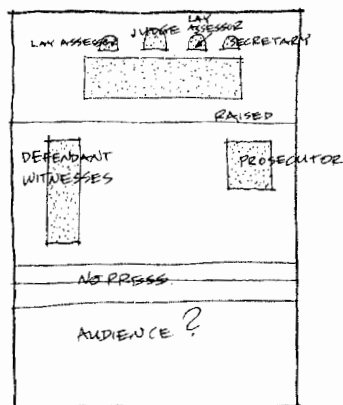 LAY ASSESSOR
JUDGE
LAY
ASSESSOR
SECRETARY
RAISED
DEFENDANT
WITNESSES
PROSECUTOR
NO PRESS
AUDIENCE ?